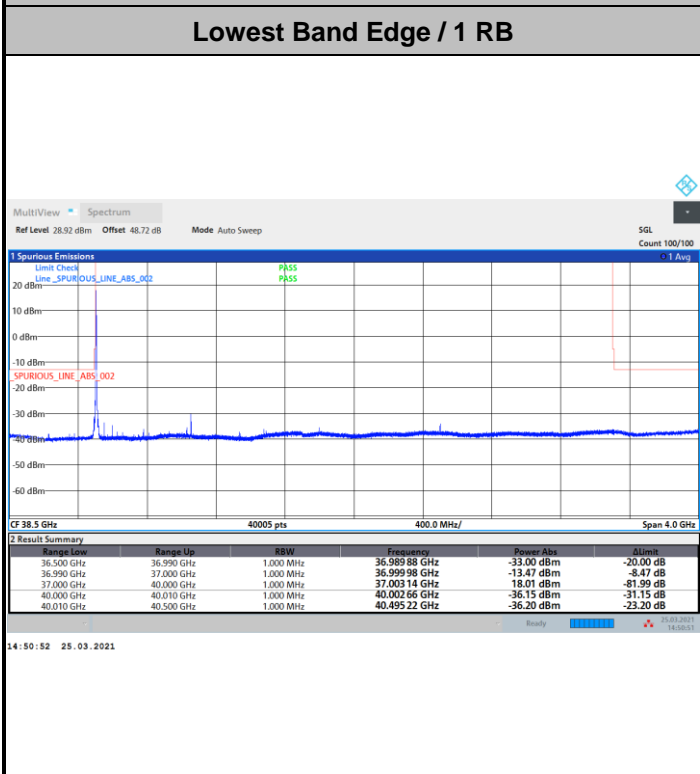 Lowest Band Edge / 1 RB
MultiView Spectrum
Ref Level 28.92 dBm Offset 48.72 dB Mode Auto Sweep SGL
Count 100/100
1 Spurious Emissions 1 Avg
Limit Check PASS
Line _SPURIOUS_LINE_ABS_002 PASS
20 dBm
10 dBm
0 dBm
-10 dBm
SPURIOUS_LINE_ABS_002
-20 dBm
-30 dBm
-40 dBm
-50 dBm
-60 dBm
CF 38.5 GHz 40005 pts 400.0 MHz/ Span 4.0 GHz
2 Result Summary
Range Low Range Up RBW Frequency Power Abs ΔLimit
36.500 GHz 36.990 GHz 1.000 MHz 36.989 88 GHz -33.00 dBm -20.00 dB
36.990 GHz 37.000 GHz 1.000 MHz 36.999 98 GHz -13.47 dBm -8.47 dB
37.000 GHz 40.000 GHz 1.000 MHz 37.003 14 GHz 18.01 dBm -81.99 dB
40.000 GHz 40.010 GHz 1.000 MHz 40.002 66 GHz -36.15 dBm -31.15 dB
40.010 GHz 40.500 GHz 1.000 MHz 40.495 22 GHz -36.20 dBm -23.20 dB
Ready 25.03.2021
14:50:51
14:50:52 25.03.2021